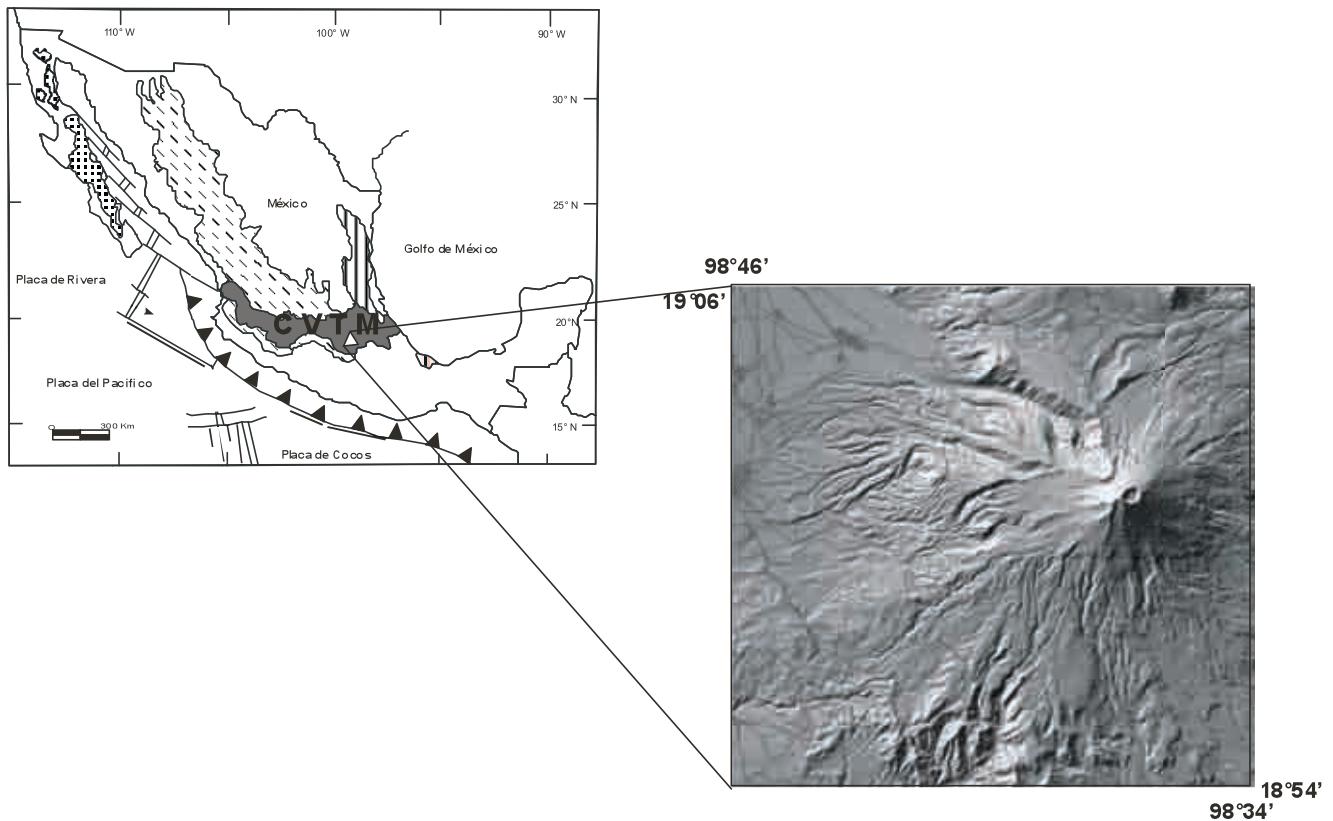 110° W
100° W
90° W
30° N
México
25° N
Golfo de México
Placa de Rivera
98°46’
19°06’
CVTM
20°N
Placa del Pacifico
O
300 Km
15° N
Placa de Cocos
18°54’
98°34’